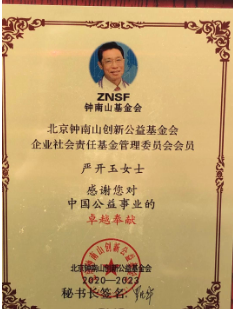 ZNSF
钟南山基金会
北京钟南山创新公益基金会
企业社会责任基金管理委员会会员
严开玉女士
感谢您对
中国公益事业的
卓越奉献
北京钟南山创新公益基金会
2020—2023
秘书长签名: